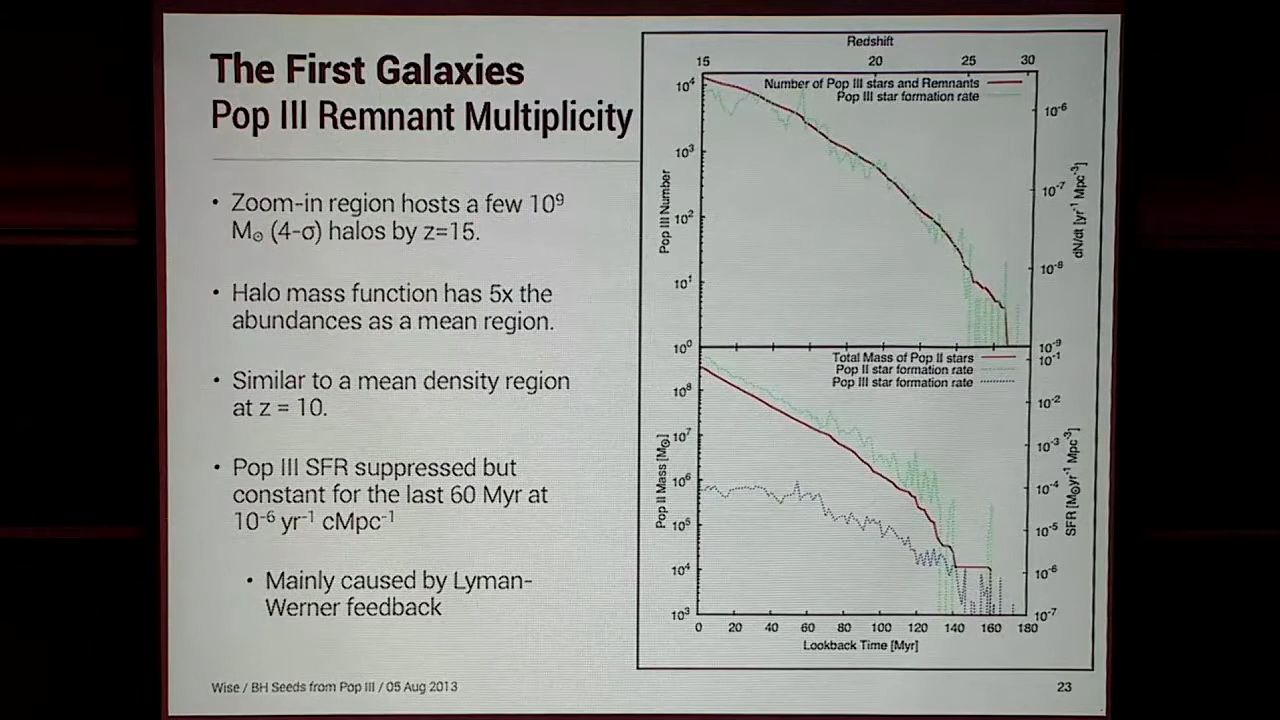 The First Galaxies
Pop III Remnant Multiplicity
• Zoom-in region hosts a few 10⁹
M☉ (4-σ) halos by z=15.
• Halo mass function has 5x the
abundances as a mean region.
• Similar to a mean density region
at z = 10.
• Pop III SFR suppressed but
constant for the last 60 Myr at
10⁻⁶ yr⁻¹ cMpc⁻¹
• Mainly caused by Lyman-
Werner feedback
Wise / BH Seeds from Pop III / 05 Aug 2013
23
Redshift
15 20 25 30
Number of Pop III stars and Remnants
Pop III star formation rate
Pop III Number
10⁴
10³
10²
10¹
10⁰
dN/dt [yr⁻¹ Mpc⁻³]
10⁻⁶
10⁻⁷
10⁻⁸
10⁻⁹
Total Mass of Pop II stars
Pop II star formation rate
Pop III star formation rate
Pop II Mass [M☉]
10⁸
10⁷
10⁶
10⁵
10⁴
10³
SFR [M☉yr⁻¹ Mpc⁻³]
10⁻¹
10⁻²
10⁻³
10⁻⁴
10⁻⁵
10⁻⁶
10⁻⁷
0 20 40 60 80 100 120 140 160 180
Lookback Time [Myr]